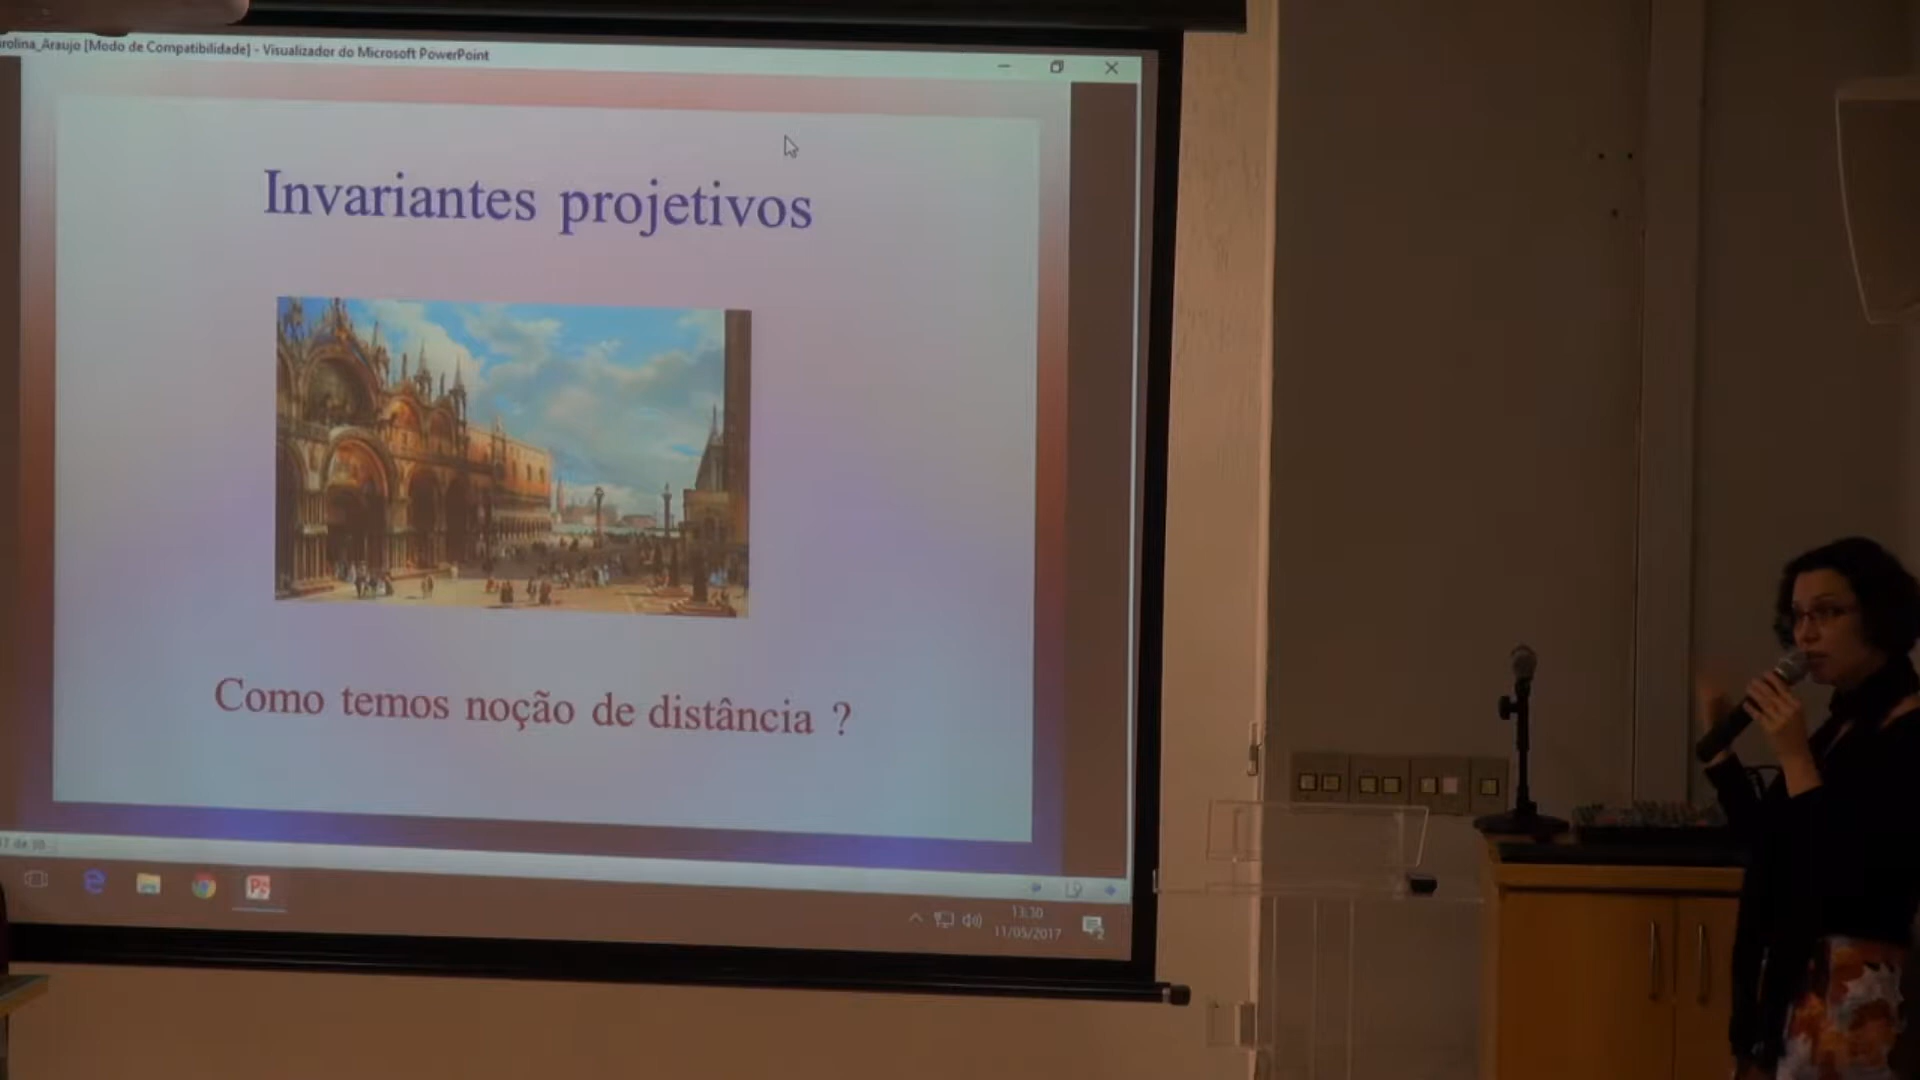 rolina_Araujo [Modo de Compatibilidade] - Visualizador do Microsoft PowerPoint
Invariantes projetivos
Como temos noção de distância ?
13:30
11/05/2017